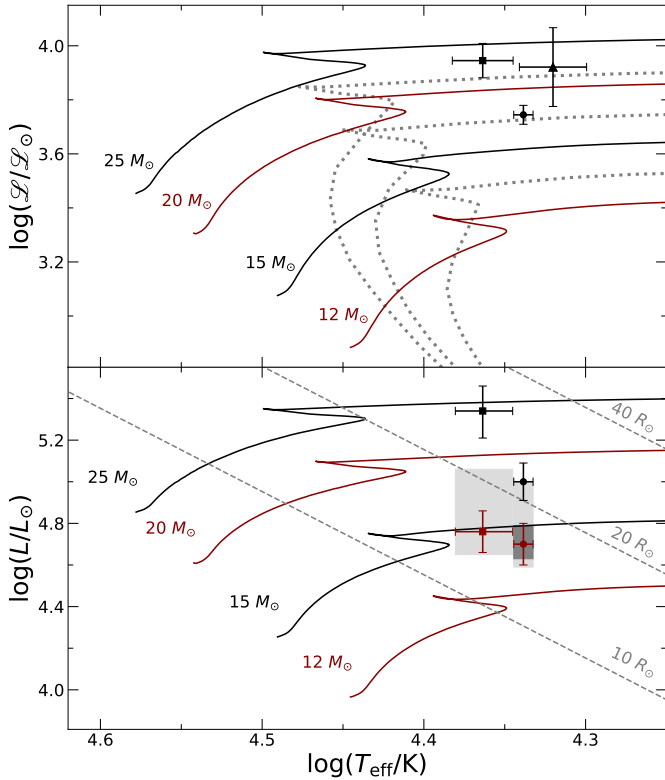 log(ℒ/ℒ⊙)
4.0
3.6
3.2
25 M⊙
20 M⊙
15 M⊙
12 M⊙
log(L/L⊙)
5.2
4.8
4.4
4.0
40 R⊙
20 R⊙
10 R⊙
25 M⊙
20 M⊙
15 M⊙
12 M⊙
4.6
4.5
4.4
4.3
log(Teff/K)